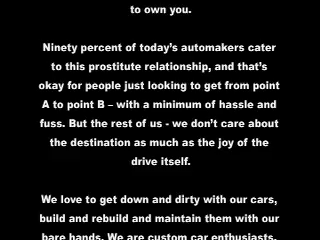 to own you.
Ninety percent of today's automakers cater
to this prostitute relationship, and that's
okay for people just looking to get from point
A to point B – with a minimum of hassle and
fuss. But the rest of us - we don't care about
the destination as much as the joy of the
drive itself.
We love to get down and dirty with our cars,
build and rebuild and maintain them with our
bare hands. We are custom car enthusiasts.